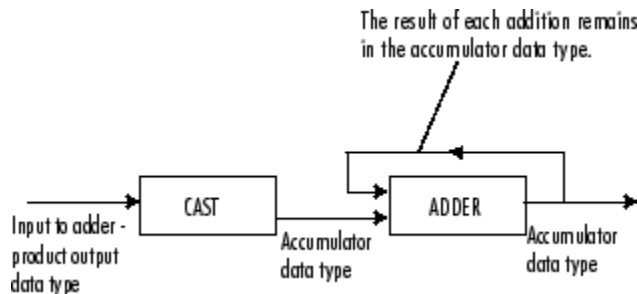 The result of each addition remains
in the accumulator data type.
CAST
ADDER
Input to adder -
product output
data type
Accumulator
data type
Accumulator
data type